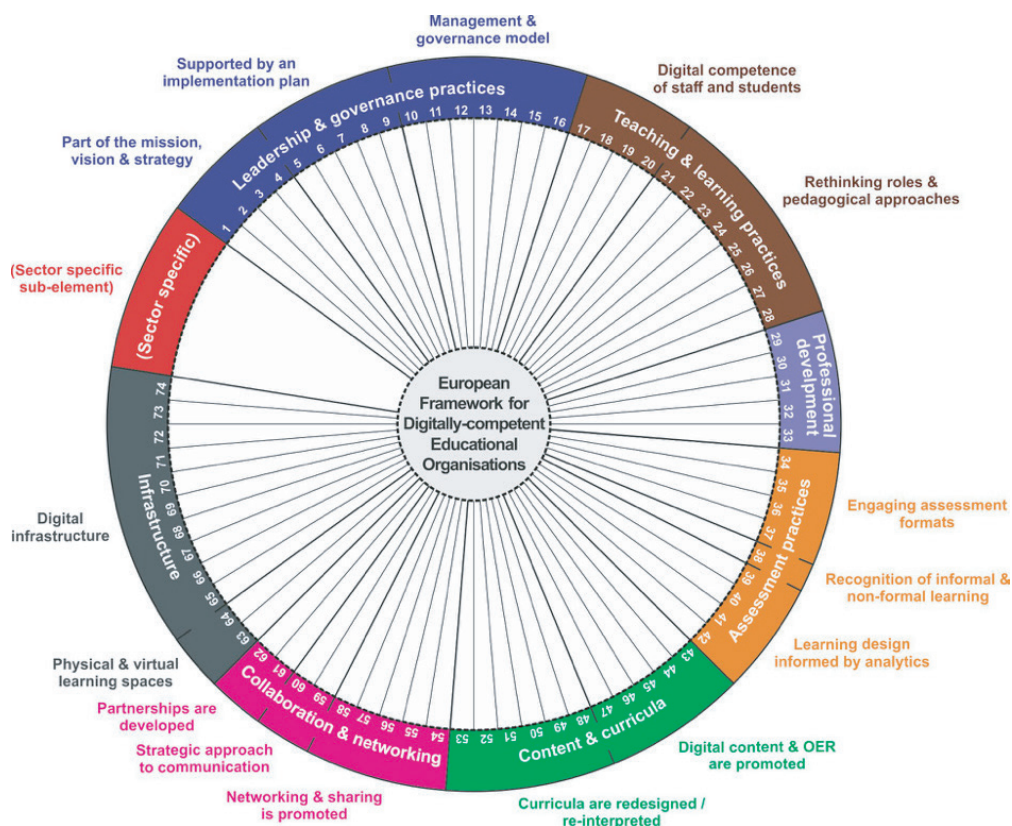 Management &
governance model
Supported by an
implementation plan
Part of the mission,
vision & strategy
(Sector specific
sub-element)
Digital
infrastructure
Physical & virtual
learning spaces
Partnerships are
developed
Strategic approach
to communication
Networking & sharing
is promoted
Curricula are redesigned /
re-interpreted
Digital content & OER
are promoted
Learning design
informed by analytics
Recognition of informal &
non-formal learning
Engaging assessment
formats
Rethinking roles &
pedagogical approaches
Digital competence
of staff and students
Leadership & governance practices
Teaching & learning practices
Professional
develpment
Assessment practices
Content & curricula
Collaboration & networking
Infrastructure
(Sector specific)
1
2
3
4
5
6
7
8
9
10
11
12
13
14
15
16
17
18
19
20
21
22
23
24
25
26
27
28
29
30
31
32
33
34
35
36
37
38
39
40
41
42
43
44
45
46
47
48
49
50
51
52
53
54
55
56
57
58
59
60
61
62
63
64
65
66
67
68
69
70
71
72
73
74
European
Framework for
Digitally-competent
Educational
Organisations